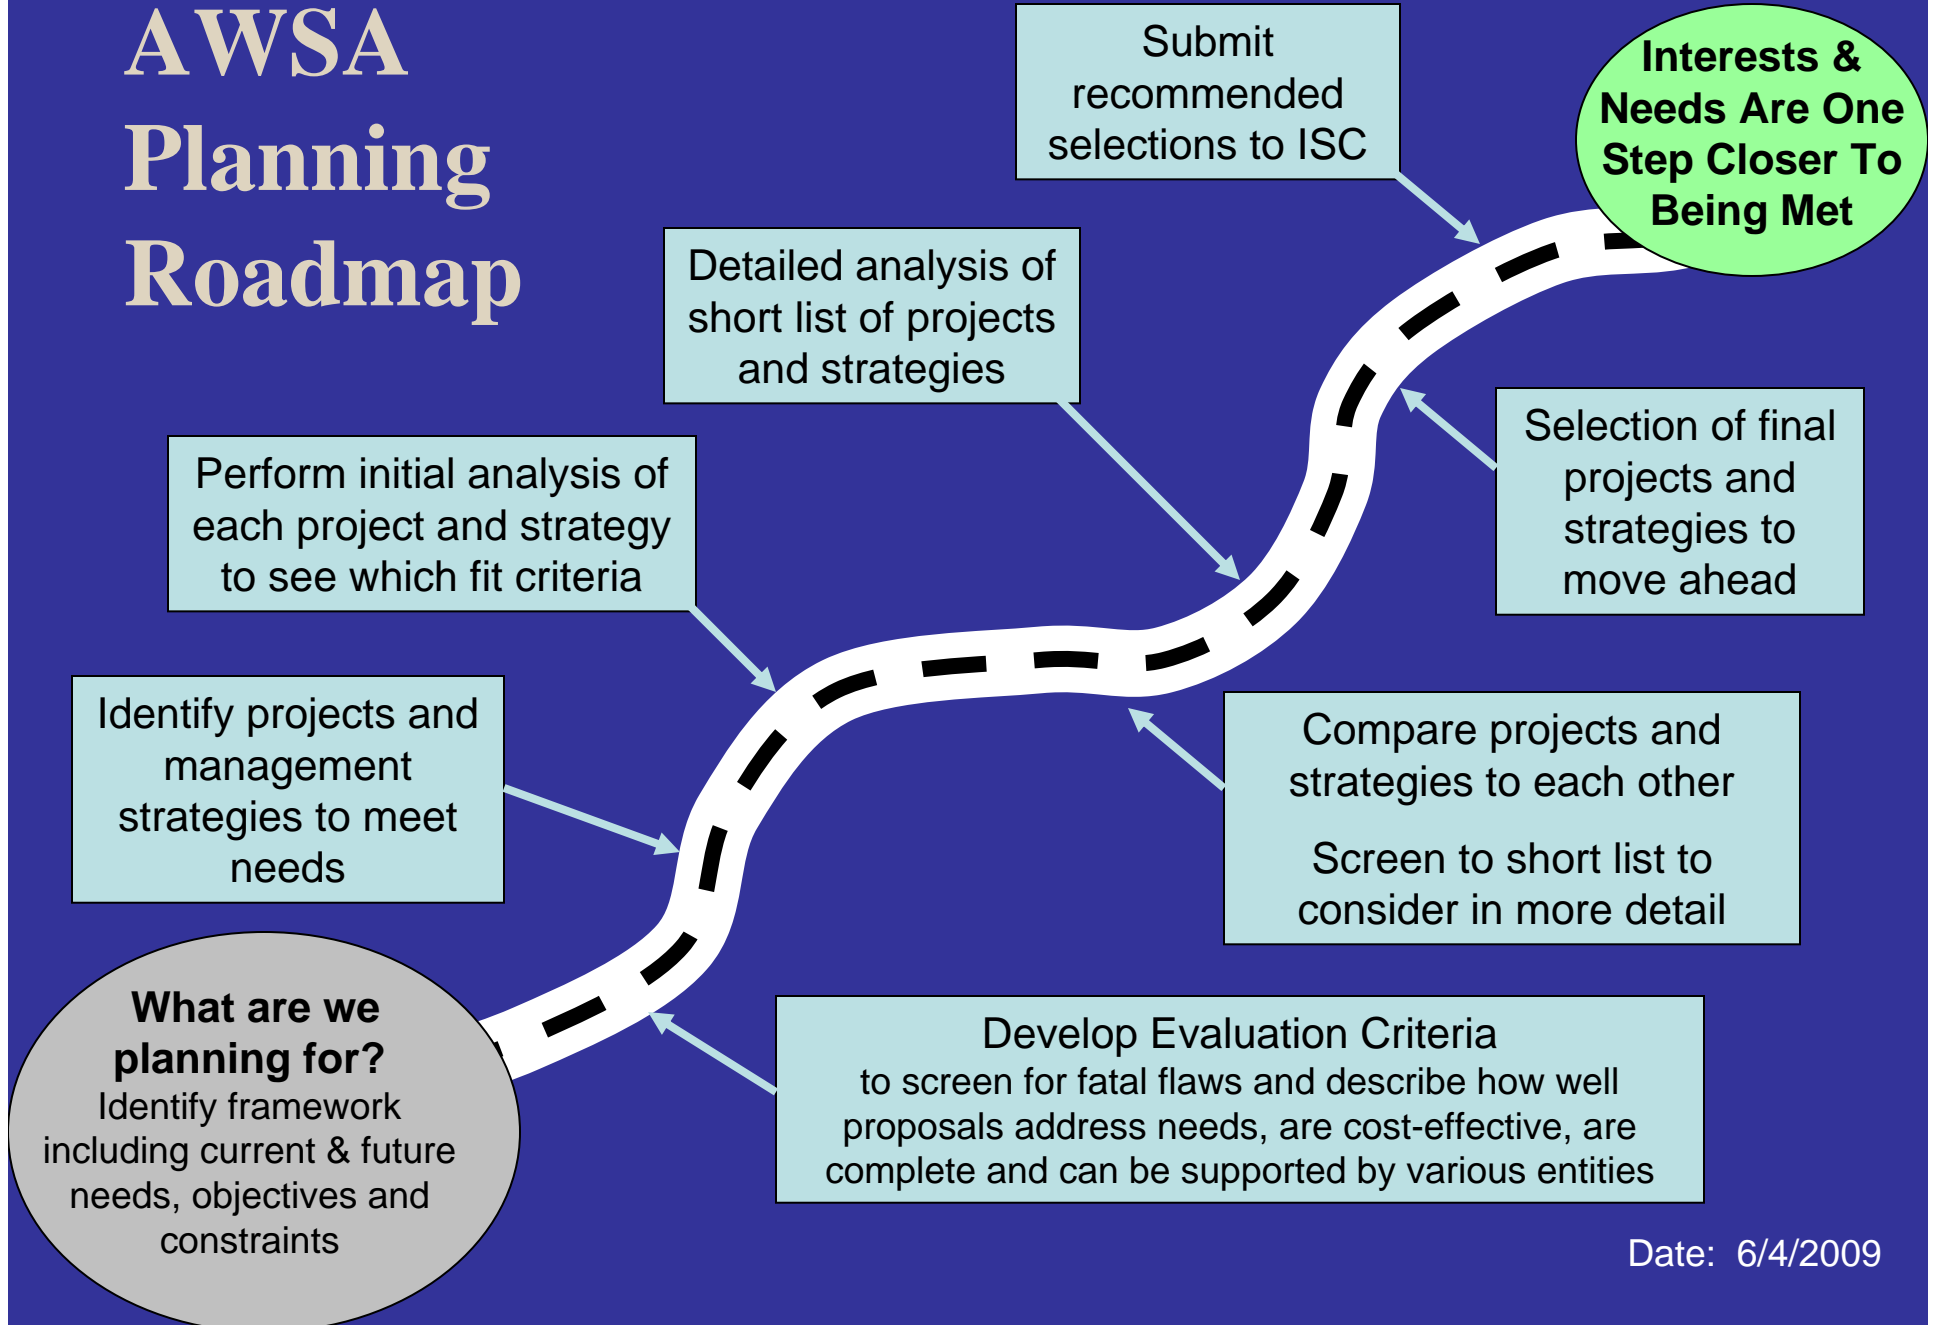 AWSA
Planning
Roadmap
Submit
recommended
selections to ISC
Interests &
Needs Are One
Step Closer To
Being Met
Detailed analysis of
short list of projects
and strategies
Selection of final
projects and
strategies to
move ahead
Perform initial analysis of
each project and strategy
to see which fit criteria
Identify projects and
management
strategies to meet
needs
Compare projects and
strategies to each other
Screen to short list to
consider in more detail
What are we
planning for?
Identify framework
including current & future
needs, objectives and
constraints
Develop Evaluation Criteria
to screen for fatal flaws and describe how well
proposals address needs, are cost-effective, are
complete and can be supported by various entities
Date: 6/4/2009